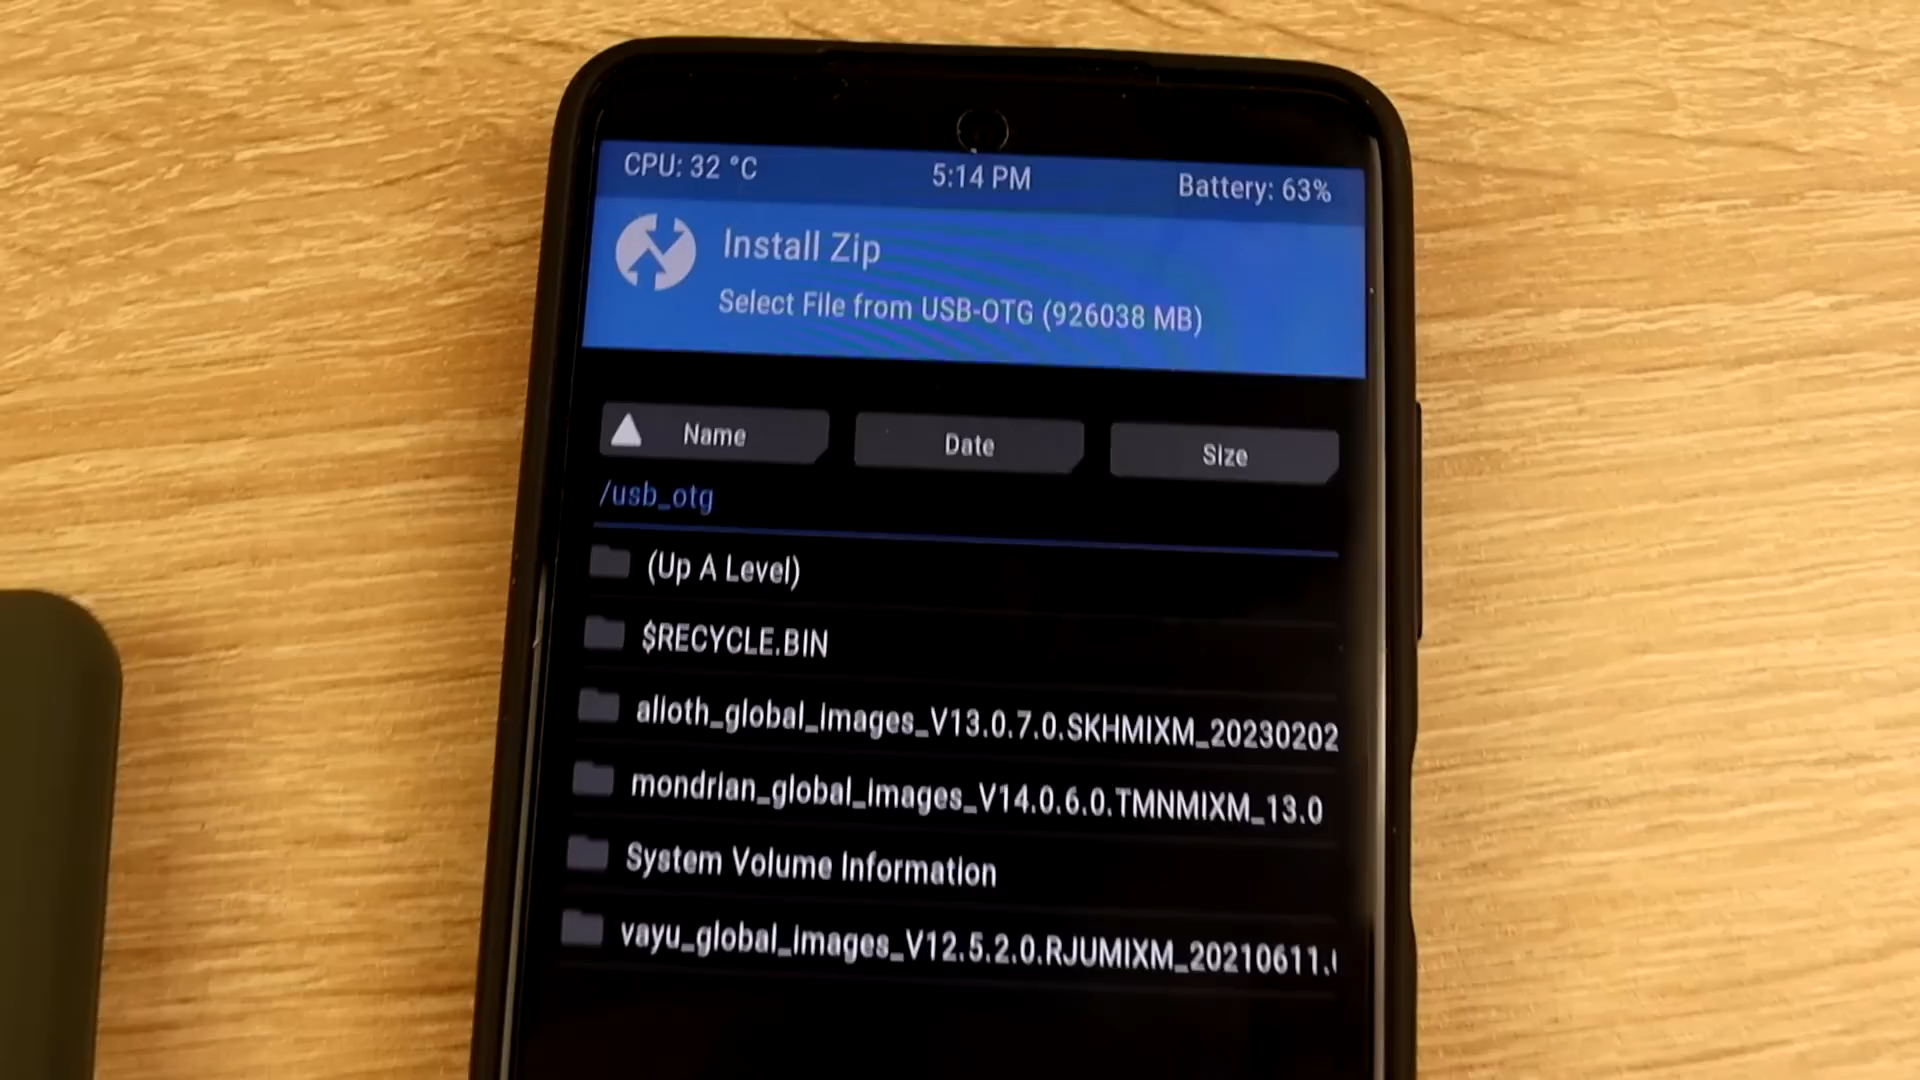 CPU: 32 °C 5:14 PM Battery: 63%
Install Zip
Select File from USB-OTG (926038 MB)
Name Date Size
/usb_otg
(Up A Level)
$RECYCLE.BIN
alioth_global_images_V13.0.7.0.SKHMIXM_20230202
mondrian_global_images_V14.0.6.0.TMNMIXM_13.0
System Volume Information
vayu_global_images_V12.5.2.0.RJUMIXM_20210611.